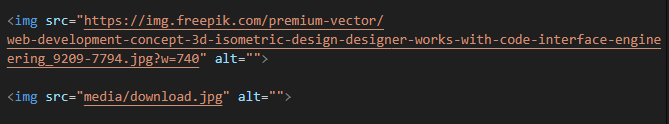 <img src="https://img.freepik.com/premium-vector/
web-development-concept-3d-isometric-design-designer-works-with-code-interface-engine
ering_9209-7794.jpg?w=740" alt="">
<img src="media/download.jpg" alt="">